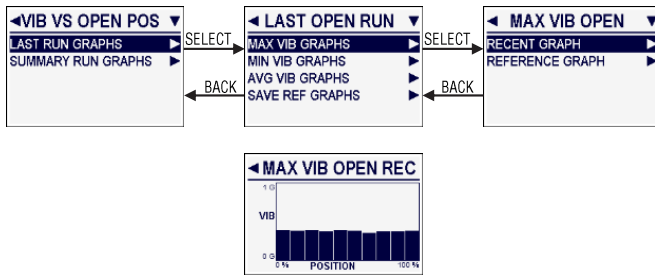 VIB VS OPEN POS
LAST RUN GRAPHS
SUMMARY RUN GRAPHS
SELECT
BACK
LAST OPEN RUN
MAX VIB GRAPHS
MIN VIB GRAPHS
AVG VIB GRAPHS
SAVE REF GRAPHS
SELECT
BACK
MAX VIB OPEN
RECENT GRAPH
REFERENCE GRAPH
MAX VIB OPEN REC
1 G
VIB
0 G
0 % POSITION 100 %